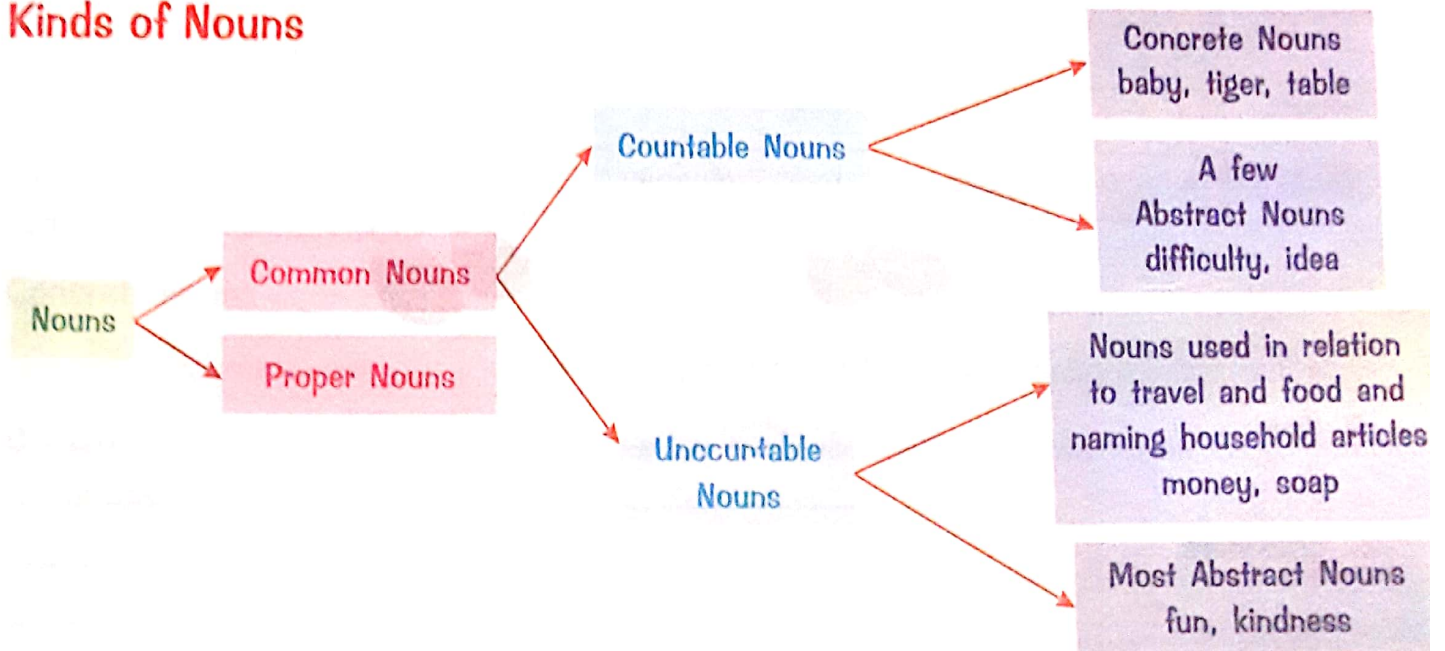 Kinds of Nouns
Concrete Nouns
baby, tiger, table
Countable Nouns
A few
Abstract Nouns
difficulty, idea
Common Nouns
Nouns
Proper Nouns
Nouns used in relation
to travel and food and
naming household articles
money, soap
Uncountable
Nouns
Most Abstract Nouns
fun, kindness